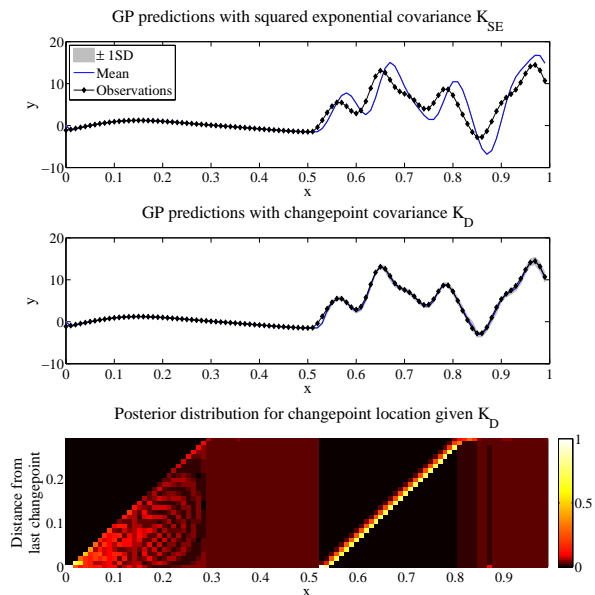 GP predictions with squared exponential covariance K_SE
20
10
0
−10
y
± 1SD
Mean
Observations
0 0.1 0.2 0.3 0.4 0.5 0.6 0.7 0.8 0.9 1
x
GP predictions with changepoint covariance K_D
20
10
0
−10
y
0 0.1 0.2 0.3 0.4 0.5 0.6 0.7 0.8 0.9 1
x
Posterior distribution for changepoint location given K_D
Distance from
last changepoint
0.2
0.1
0
0 0.1 0.2 0.3 0.4 0.5 0.6 0.7 0.8 0.9
x
1
0.5
0